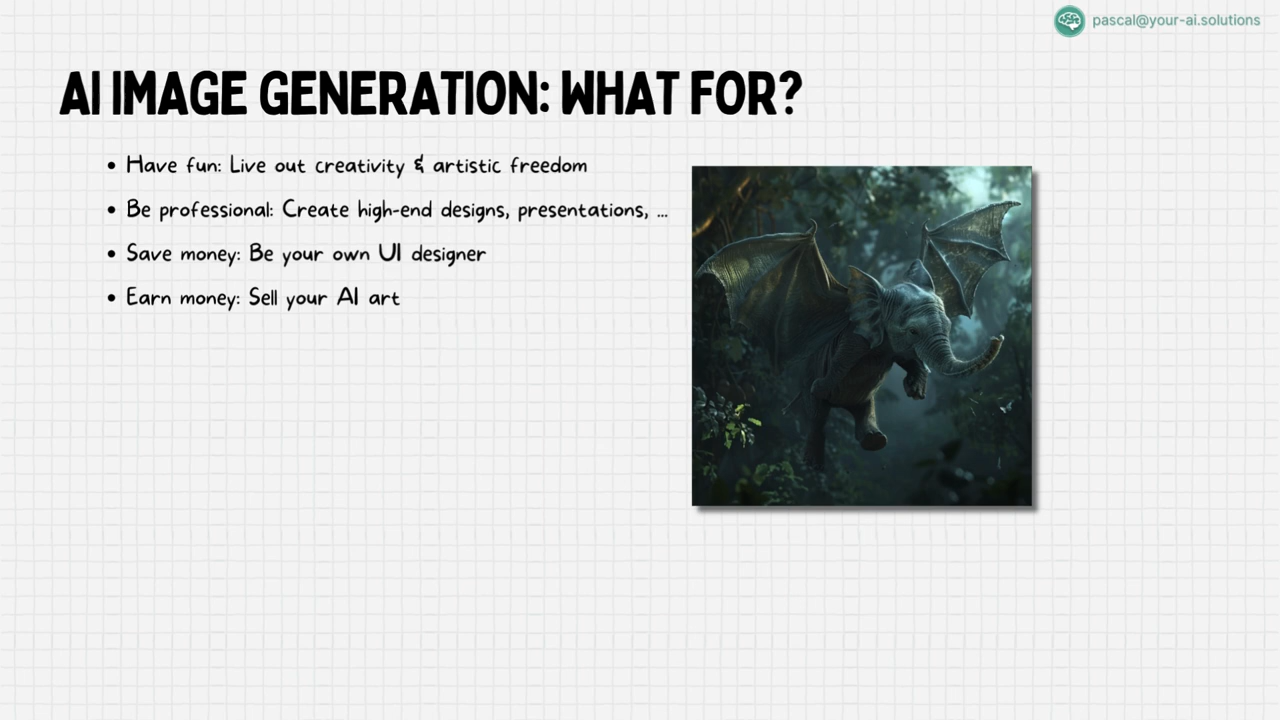 pascal@your-ai.solutions
AI IMAGE GENERATION: WHAT FOR?
• Have fun: Live out creativity & artistic freedom
• Be professional: Create high-end designs, presentations, ...
• Save money: Be your own UI designer
• Earn money: Sell your AI art